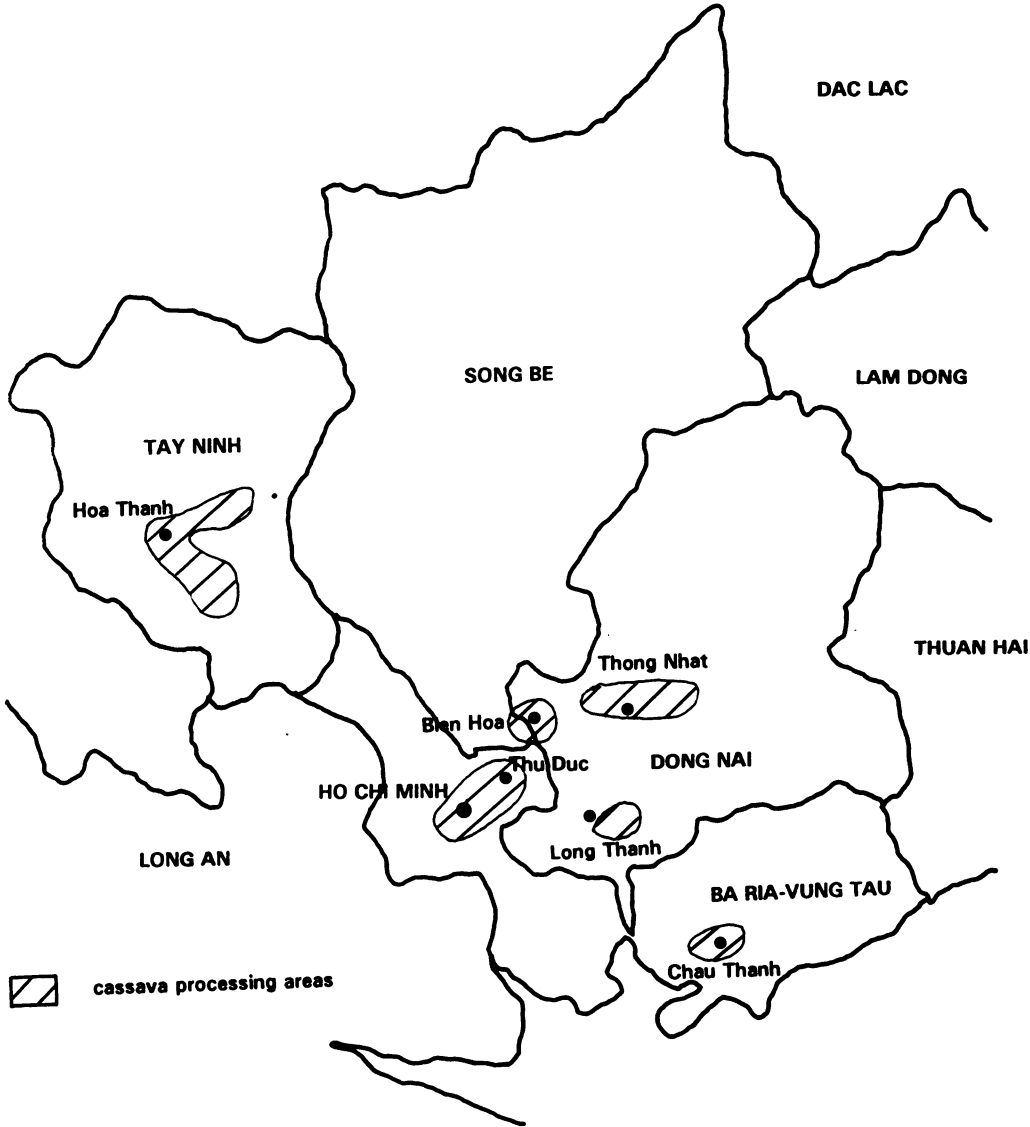 DAC LAC
SONG BE
LAM DONG
TAY NINH
Hoa Thanh
THUAN HAI
Thong Nhat
Bien Hoa
Thu Duc
DONG NAI
HO CHI MINH
Long Thanh
LONG AN
BA RIA-VUNG TAU
Chau Thanh
cassava processing areas